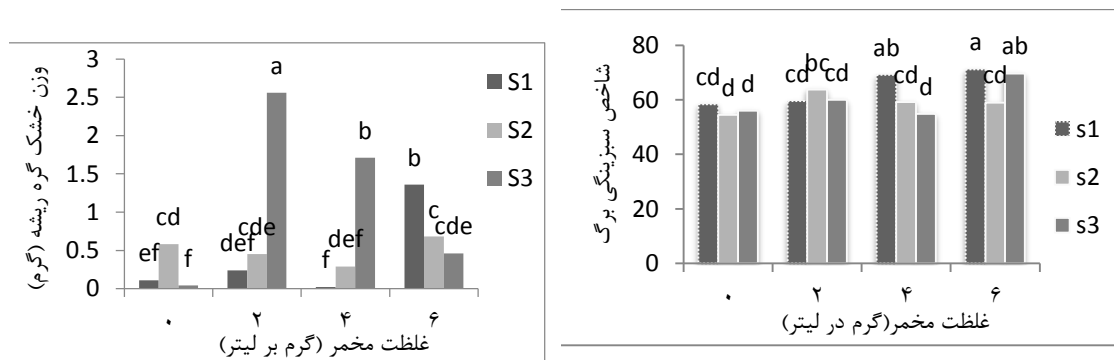 وزن خشک گره ریشه (گرم)
3
2.5
2
1.5
1
0.5
0
ef
cd
f
def
cde
a
f
def
b
b
c
cde
۰ ۲ ۴ ۶
غلظت مخمر (گرم بر لیتر)
S1
S2
S3
شاخص سبزینگی برگ
80
60
40
20
0
cd
d
d
cd
bc
cd
ab
cd
d
a
cd
ab
۰ ۲ ۴ ۶
غلظت مخمر(گرم در لیتر)
s1
s2
s3